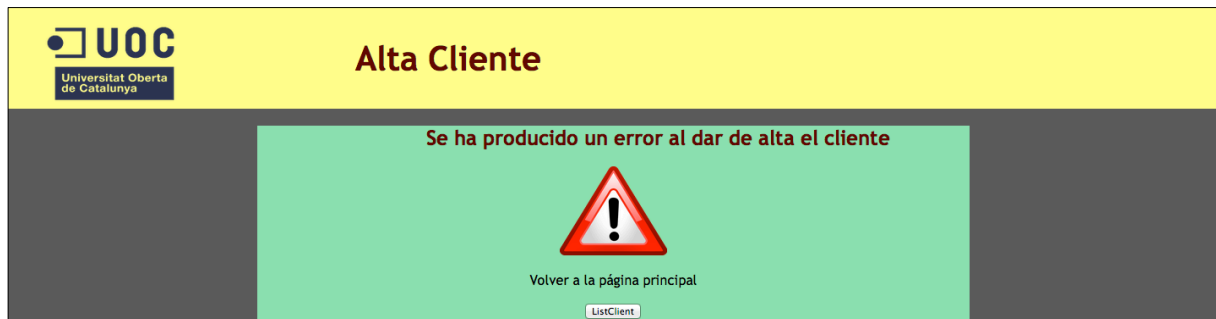 UOC
Universitat Oberta
de Catalunya
Alta Cliente
Se ha producido un error al dar de alta el cliente
!
Volver a la página principal
ListClient